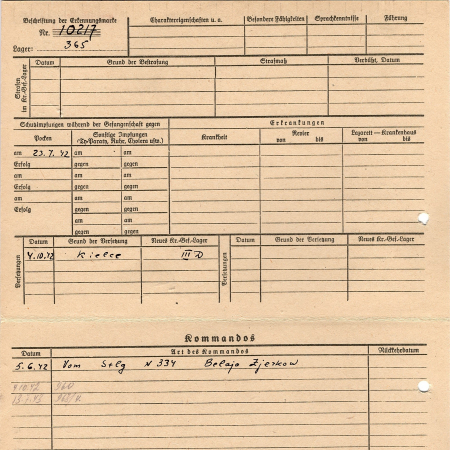 Beschriftung der Erkennungsmarke
Nr. 10217
Lager: 365
Charaktereigenschaften u. a.
Besondere Fähigkeiten
Sprachkenntnisse
Führung
Strafen im Kr.-Gef.-Lager
Datum
Grund der Bestrafung
Strafmaß
Verbüßt, Datum
Schutzimpfungen während der Gefangenschaft gegen
Erkrankungen
Pocken
Sonstige Impfungen
(Ty-Paraty, Ruhr, Cholera usw.)
Krankheit
Revier
von bis
Lazarett – Krankenhaus
von bis
am 23.7.42 am am
Erfolg gegen gegen
am am am
Erfolg gegen gegen
am am am
Erfolg gegen gegen
am am
gegen gegen
Versetzungen
Datum
Grund der Versetzung
Neues Kr.-Gef.-Lager
Versetzungen
Datum
Grund der Versetzung
Neues Kr.-Gef.-Lager
4.10.42 Kielce III D
Kommandos
Datum
Art des Kommandos
Rückkehrdatum
5.6.42 Vom Stlg N 334 Belaja Zjerkow